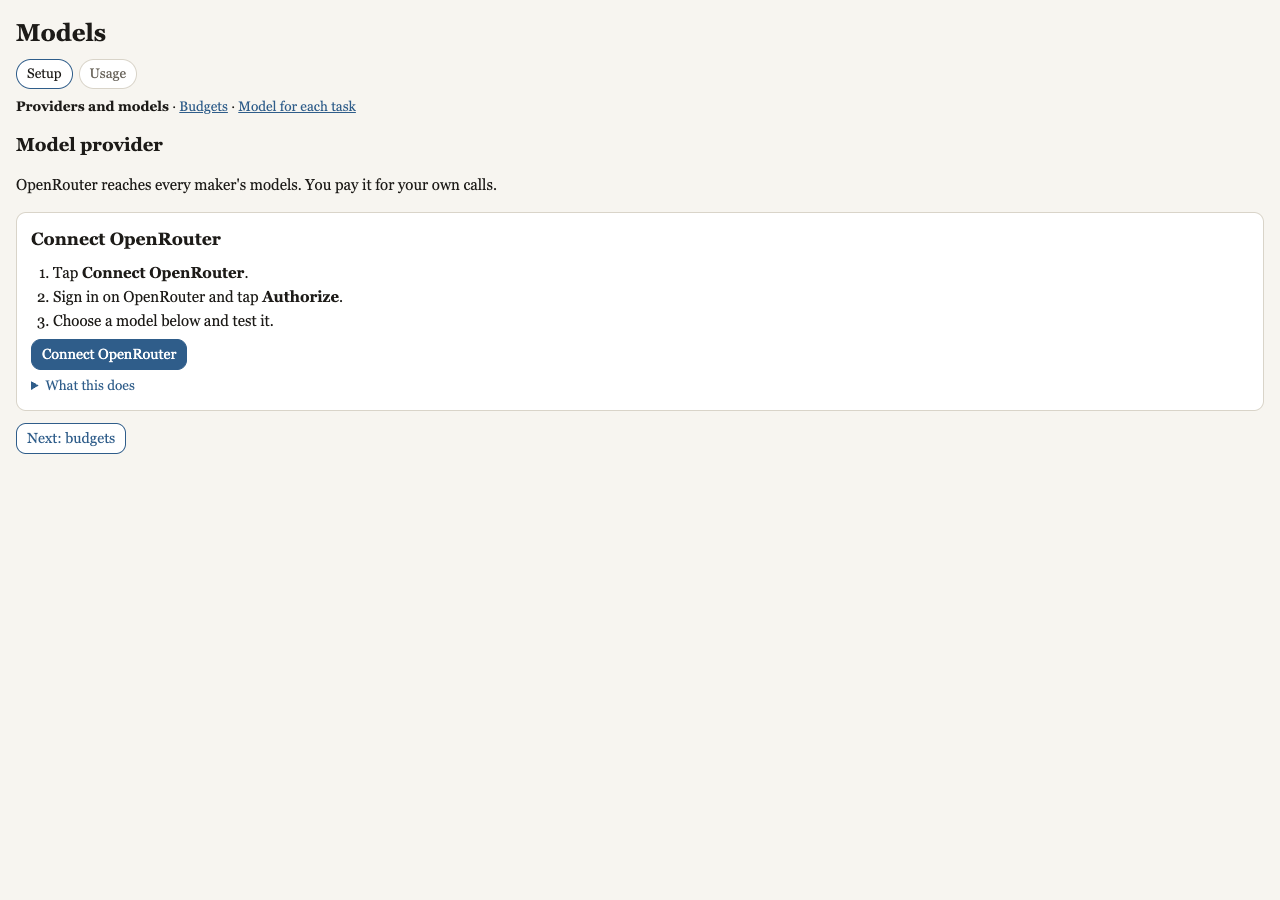 Models
Setup Usage
Providers and models · Budgets · Model for each task
Model provider
OpenRouter reaches every maker's models. You pay it for your own calls.
Connect OpenRouter
1. Tap Connect OpenRouter.
2. Sign in on OpenRouter and tap Authorize.
3. Choose a model below and test it.
Connect OpenRouter
What this does
Next: budgets